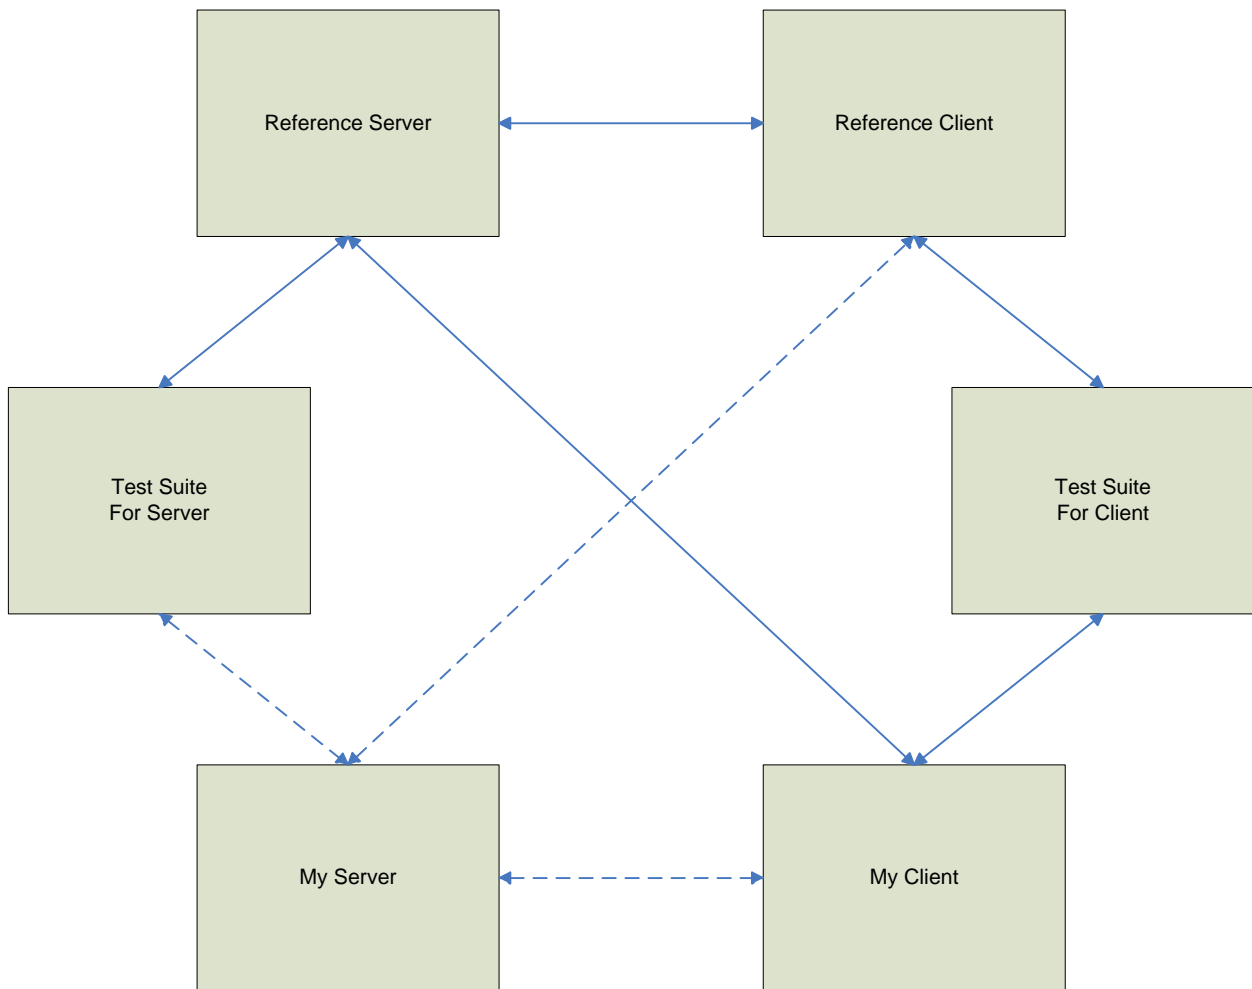 Reference Server
Reference Client
Test Suite
For Server
Test Suite
For Client
My Server
My Client